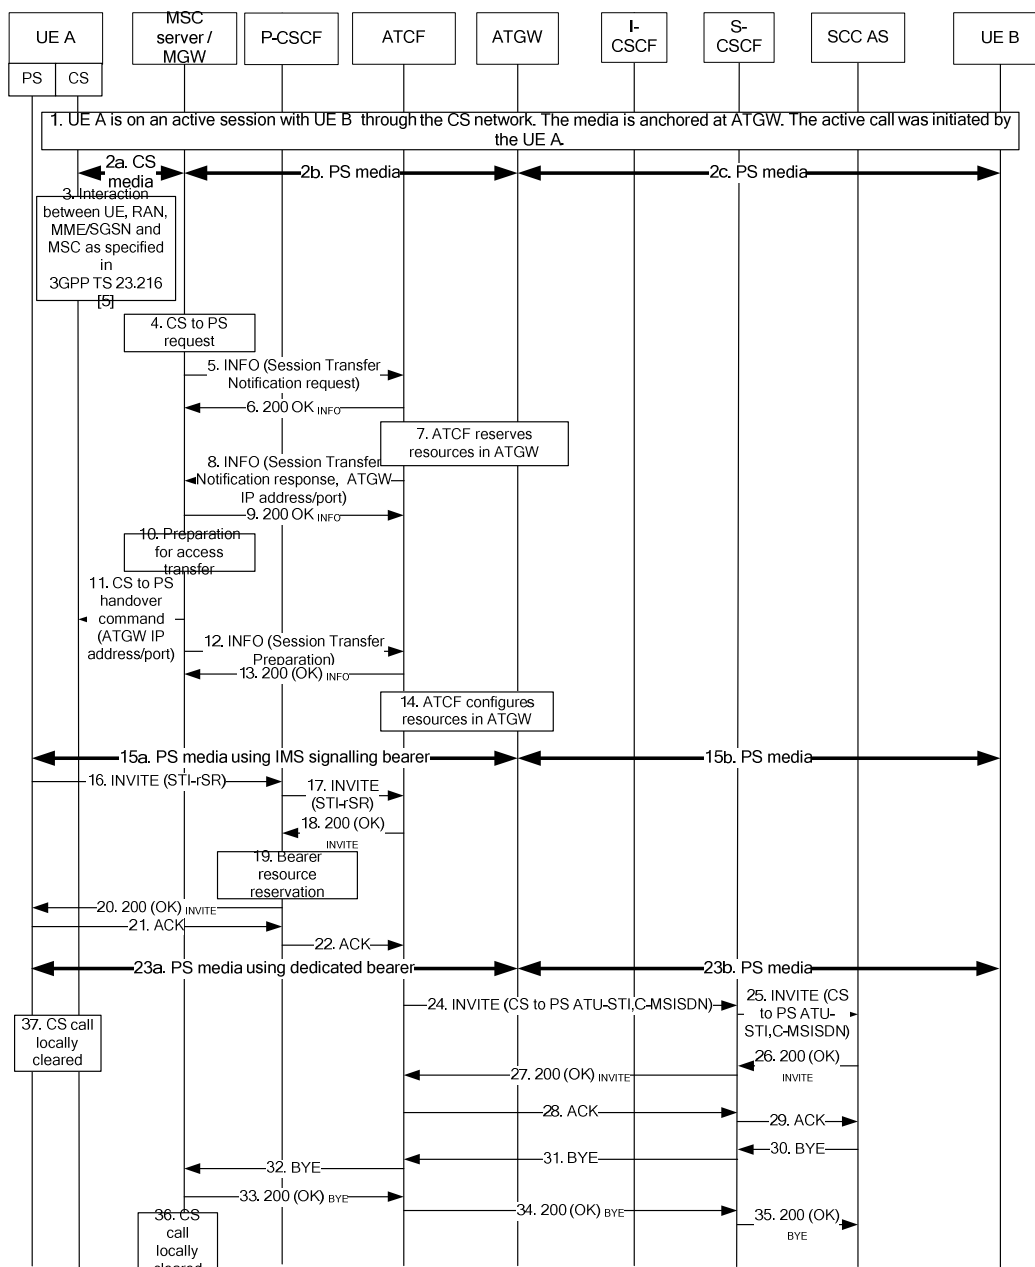 UE A
MSC
server /
MGW
P-CSCF
ATCF
ATGW
I-
CSCF
S-
CSCF
SCC AS
UE B
PS
CS
1. UE A is on an active session with UE B through the CS network. The media is anchored at ATGW. The active call was initiated by
the UE A.
2a. CS
media
2b. PS media
2c. PS media
3. Interaction
between UE, RAN,
MME/SGSN and
MSC as specified
in
3GPP TS 23.216
[5]
4. CS to PS
request
5. INFO (Session Transfer
Notification request)
6. 200 OK INFO
7. ATCF reserves
resources in ATGW
8. INFO (Session Transfer
Notification response, ATGW
IP address/port)
9. 200 OK INFO
10. Preparation
for access
transfer
11. CS to PS
handover
command
(ATGW IP
address/port)
12. INFO (Session Transfer
Preparation)
13. 200 (OK) INFO
14. ATCF configures
resources in ATGW
15a. PS media using IMS signalling bearer
15b. PS media
16. INVITE (STI-rSR)
17. INVITE
(STI-rSR)
18. 200 (OK)
INVITE
19. Bearer
resource
reservation
20. 200 (OK) INVITE
21. ACK
22. ACK
23a. PS media using dedicated bearer
23b. PS media
24. INVITE (CS to PS ATU-STI,C-MSISDN)
25. INVITE (CS
to PS ATU-
STI,C-MSISDN)
37. CS call
locally
cleared
26. 200 (OK)
INVITE
27. 200 (OK) INVITE
28. ACK
29. ACK
30. BYE
31. BYE
32. BYE
33. 200 (OK) BYE
34. 200 (OK) BYE
35. 200 (OK)
BYE
36. CS
call
locally
cleared